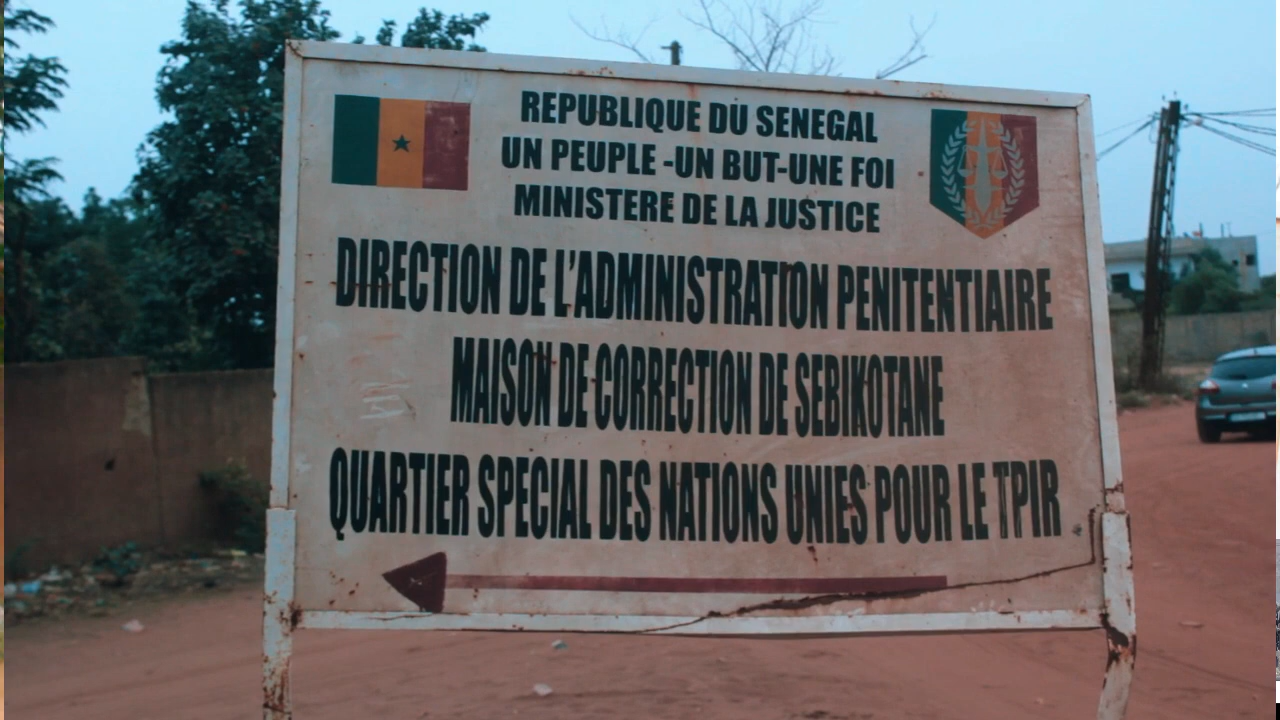 REPUBLIQUE DU SENEGAL
UN PEUPLE -UN BUT-UNE FOI
MINISTERE DE LA JUSTICE
DIRECTION DE L'ADMINISTRATION PENITENTIAIRE
MAISON DE CORRECTION DE SEBIKOTANE
QUARTIER SPECIAL DES NATIONS UNIES POUR LE TPIR